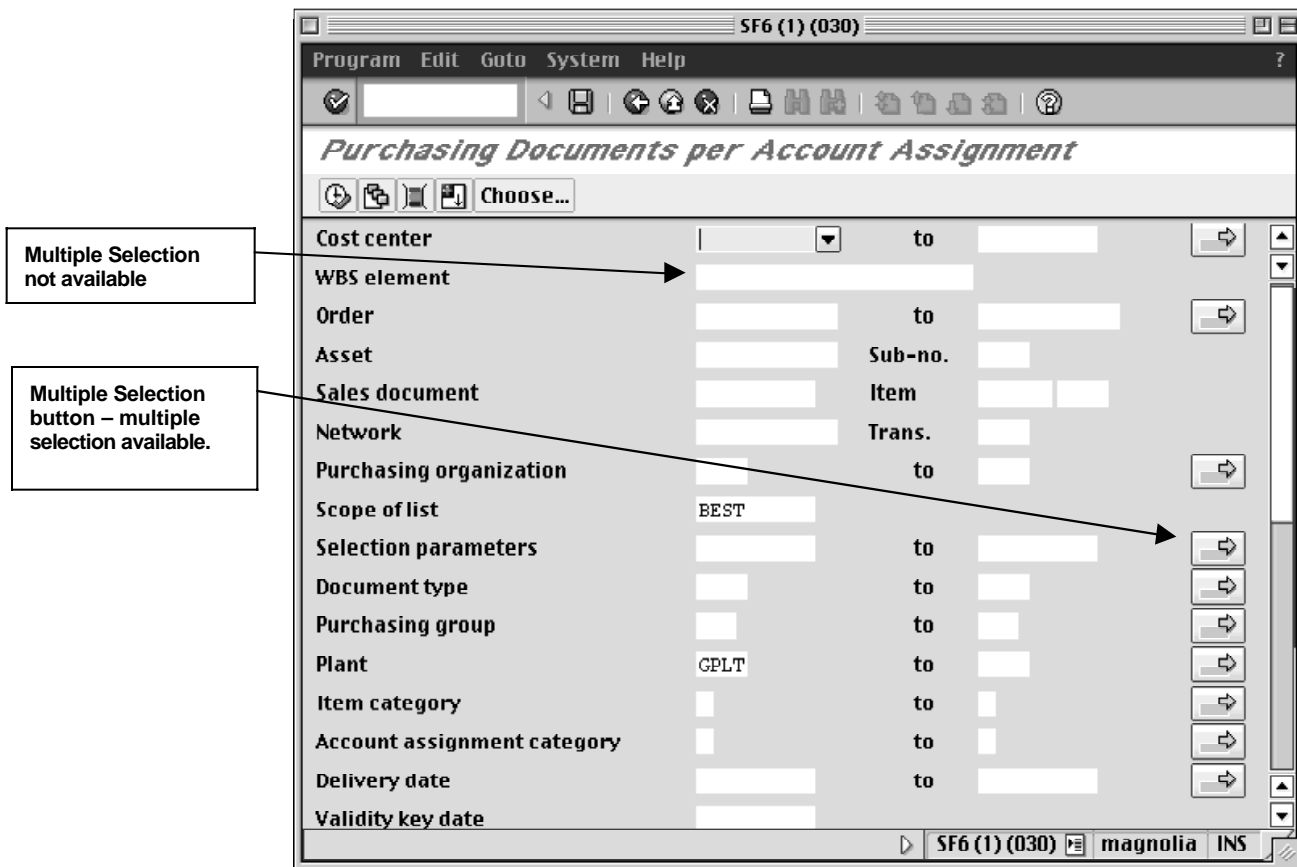 SF6 (1) (030)
Program Edit Goto System Help ?
Purchasing Documents per Account Assignment
Choose...
Cost center to
Multiple Selection
not available
WBS element
Order to
Asset Sub-no.
Multiple Selection
button – multiple
selection available.
Sales document Item
Network Trans.
Purchasing organization to
Scope of list BEST
Selection parameters to
Document type to
Purchasing group to
Plant GPLT to
Item category to
Account assignment category to
Delivery date to
Validity key date
SF6 (1) (030) magnolia INS